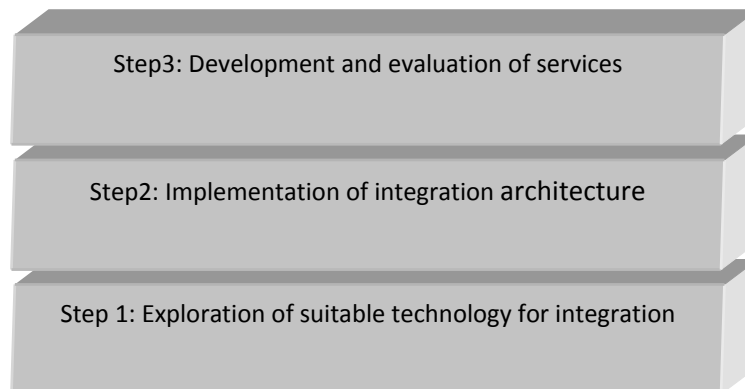 Step3: Development and evaluation of services
Step2: Implementation of integration architecture
Step 1: Exploration of suitable technology for integration